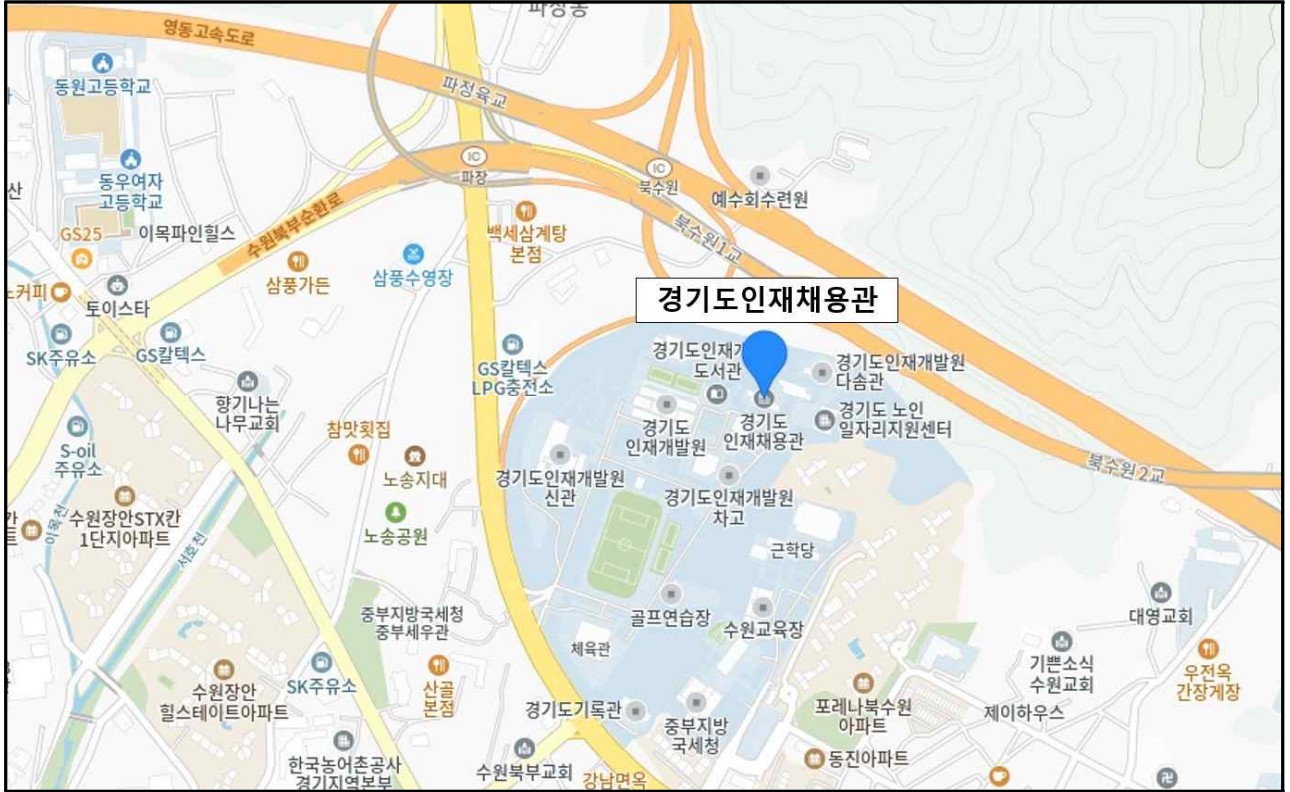 파장동
영동고속도로
동원고등학교
파정육교
동우여자
고등학교
IC
파장
IC
북수원
예수회수련원
산
GS25
이목파인힐스
수원북부순환로
백세삼계탕
본점
북수원1교
삼풍가든
삼풍수영장
노커피
토이스타
경기도인재채용관
SK주유소
GS칼텍스
GS칼텍스
LPG충전소
경기도인재개
도서관
경기도인재개발원
다솜관
향기나는
나무교회
경기도
인재개발원
경기도
인재채용관
경기도 노인
일자리지원센터
참맛횟집
S-oil
주유소
노송지대
경기도인재개발원
신관
경기도인재개발원
차고
북수원2교
이목천
수원장안STX칸
1단지아파트
서호천
노송공원
근학당
중부지방국세청
중부세우관
골프연습장
수원교육장
대영교회
체육관
기쁜소식
수원교회
우전옥
간장게장
수원장안
힐스테이트아파트
SK주유소
산골
본점
경기도기록관
중부지방
국세청
포레나북수원
아파트
제이하우스
한국농어촌공사
경기지역본부
수원북부교회
강남면옥
동진아파트